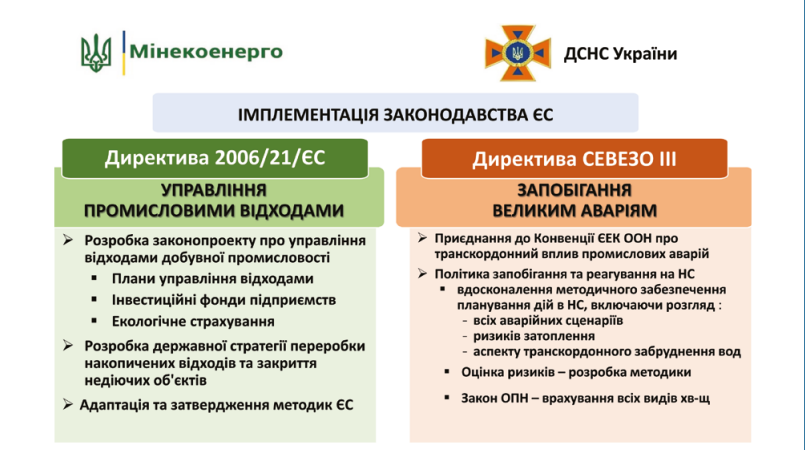 Мінекоенерго
ДСНС України
ІМПЛЕМЕНТАЦІЯ ЗАКОНОДАВСТВА ЄС
Директива 2006/21/ЄС
УПРАВЛІННЯ
ПРОМИСЛОВИМИ ВІДХОДАМИ
➢ Розробка законопроекту про управління
відходами добувної промисловості
▪ Плани управління відходами
▪ Інвестиційні фонди підприємств
▪ Екологічне страхування
➢ Розробка державної стратегії переробки
накопичених відходів та закриття
недіючих об'єктів
➢ Адаптація та затвердження методик ЄС
Директива СЕВЕЗО III
ЗАПОБІГАННЯ
ВЕЛИКИМ АВАРІЯМ
➢ Приєднання до Конвенції ЄЕК ООН про
транскордонний вплив промислових аварій
➢ Політика запобігання та реагування на НС
▪ вдосконалення методичного забезпечення
планування дій в НС, включаючи розгляд :
- всіх аварійних сценаріїв
- ризиків затоплення
- аспекту транскордонного забруднення вод
▪ Оцінка ризиків – розробка методики
▪ Закон ОПН – врахування всіх видів хв-щ